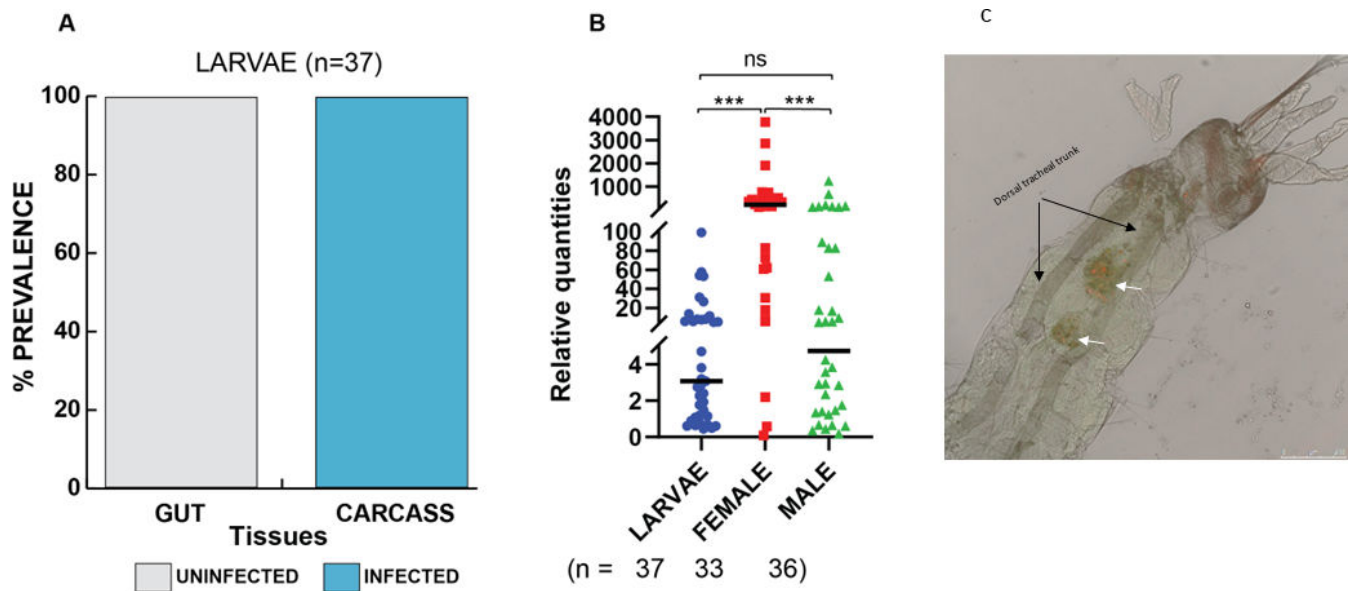 A
LARVAE (n=37)
% PREVALENCE
100
80
60
40
20
0
GUT
CARCASS
Tissues
UNINFECTED
INFECTED
B
ns
***
***
Relative quantities
4000
3000
2000
1000
100
80
60
40
20
4
2
0
LARVAE
FEMALE
MALE
(n = 37 33 36)
C
Dorsal tracheal trunk